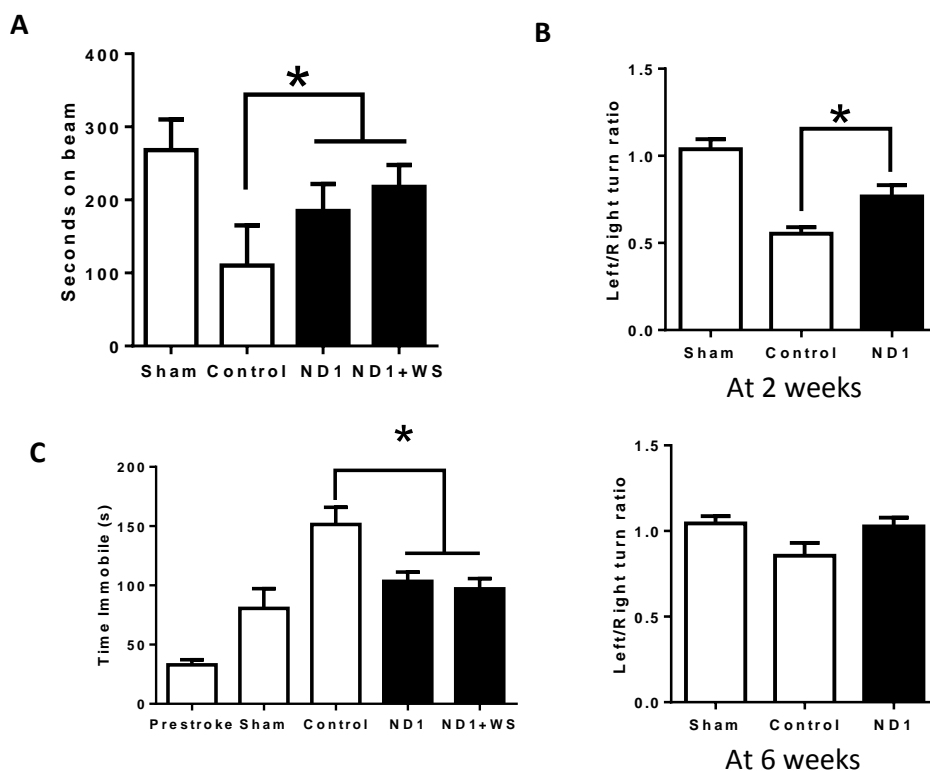 A
400
300
200
100
0
Seconds on beam
*
Sham Control ND1 ND1+WS
B
1.5
1.0
0.5
0.0
Left/Right turn ratio
*
Sham Control ND1
At 2 weeks
C
200
150
100
50
0
Time Immobile (s)
*
Prestroke Sham Control ND1 ND1+WS
1.5
1.0
0.5
0.0
Left/Right turn ratio
Sham Control ND1
At 6 weeks